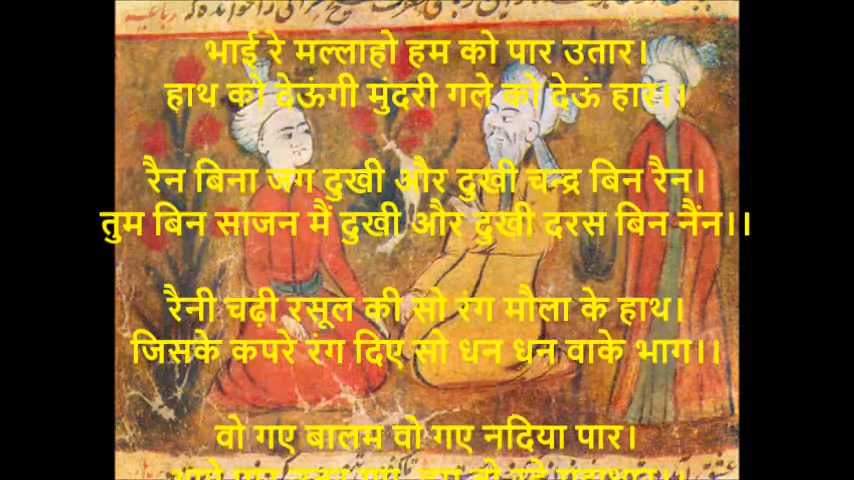 भाई रे मल्लाहो हम को पार उतार।
हाथ को देऊंगी मुंदरी गले को देऊं हार।।
रैन बिना जग दुखी और दुखी चन्द्र बिन रैन।
तुम बिन साजन मैं दुखी और दुखी दरस बिन नैंन।।
रैनी चढ़ी रसूल की सो रंग मौला के हाथ।
जिसके कपरे रंग दिए सो धन धन वाके भाग।।
वो गए बालम वो गए नदिया पार।